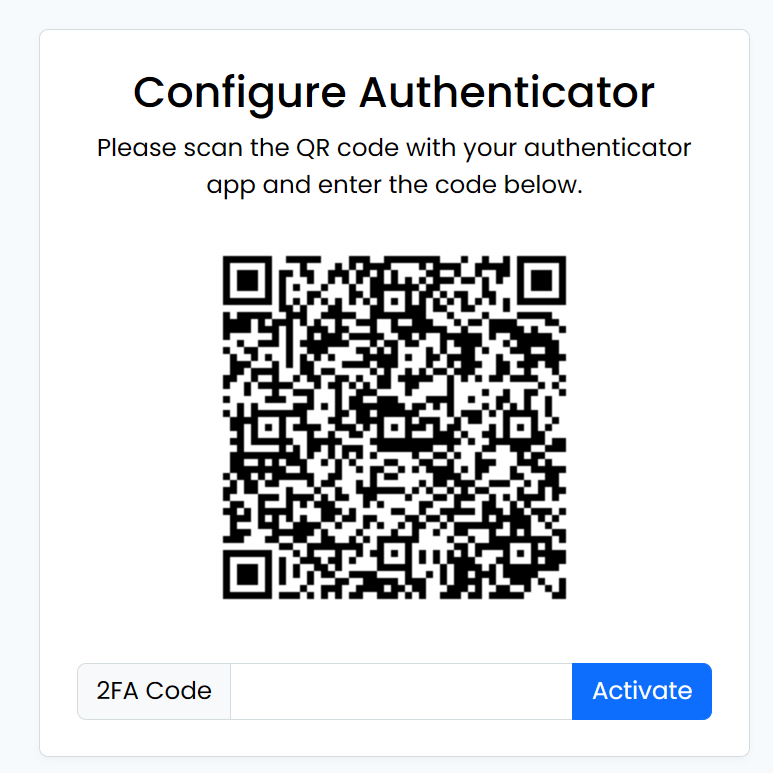 Configure Authenticator
Please scan the QR code with your authenticator
app and enter the code below.
2FA Code
Activate